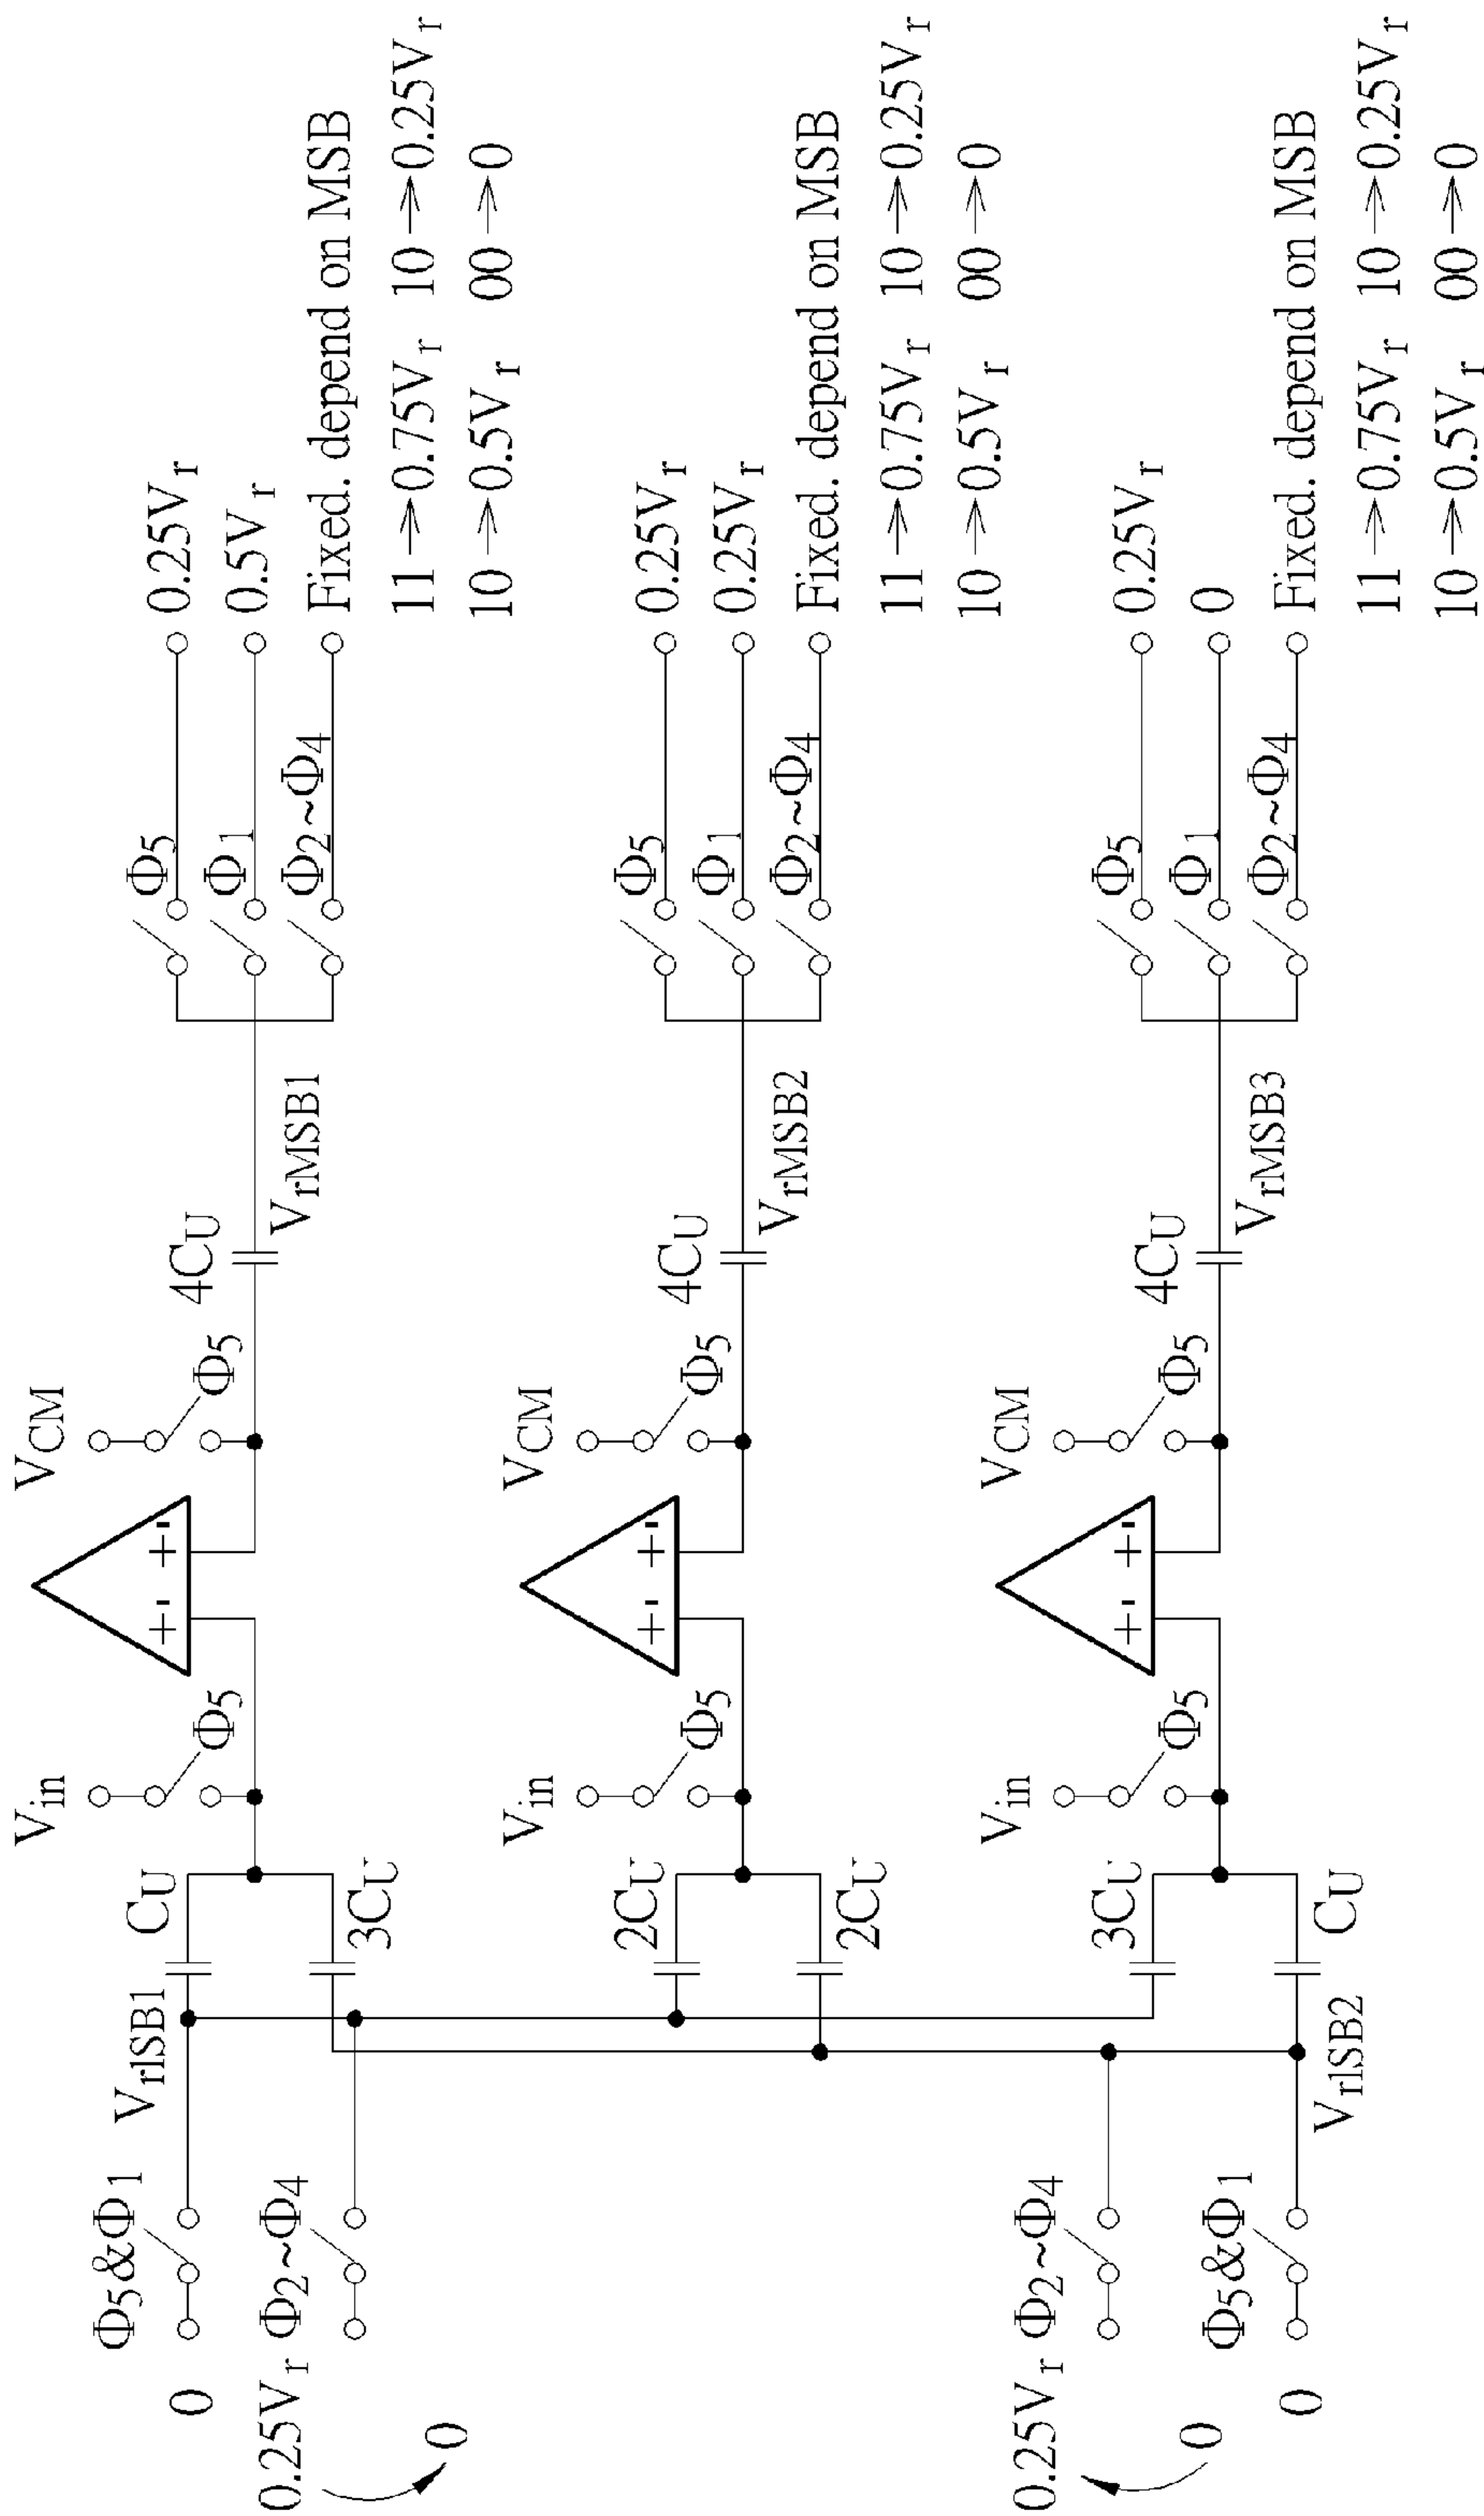 V_in V_CM
Φ5&Φ1 V_rlSB1 C_U + + Φ5 0.25V_r
- -
0 Φ5 Φ5 4C_U Φ1 0.5V_r
0.25V_r Φ2~Φ4 V_rMSB1 Φ2~Φ4 Fixed. depend on MSB
3C_U 11→0.75V_r 10→0.25V_r
0 10→0.5V_r 00→0
V_in V_CM
2C_U + + Φ5 0.25V_r
- -
Φ5 Φ5 4C_U Φ1 0.25V_r
V_rMSB2 Φ2~Φ4 Fixed. depend on MSB
2C_U 11→0.75V_r 10→0.25V_r
10→0.5V_r 00→0
V_in V_CM
0.25V_r Φ2~Φ4 3C_U + + Φ5 0.25V_r
- -
0 Φ5&Φ1 Φ5 Φ5 4C_U Φ1 0
V_rMSB3 Φ2~Φ4 Fixed. depend on MSB
0 V_rlSB2 C_U 11→0.75V_r 10→0.25V_r
10→0.5V_r 00→0